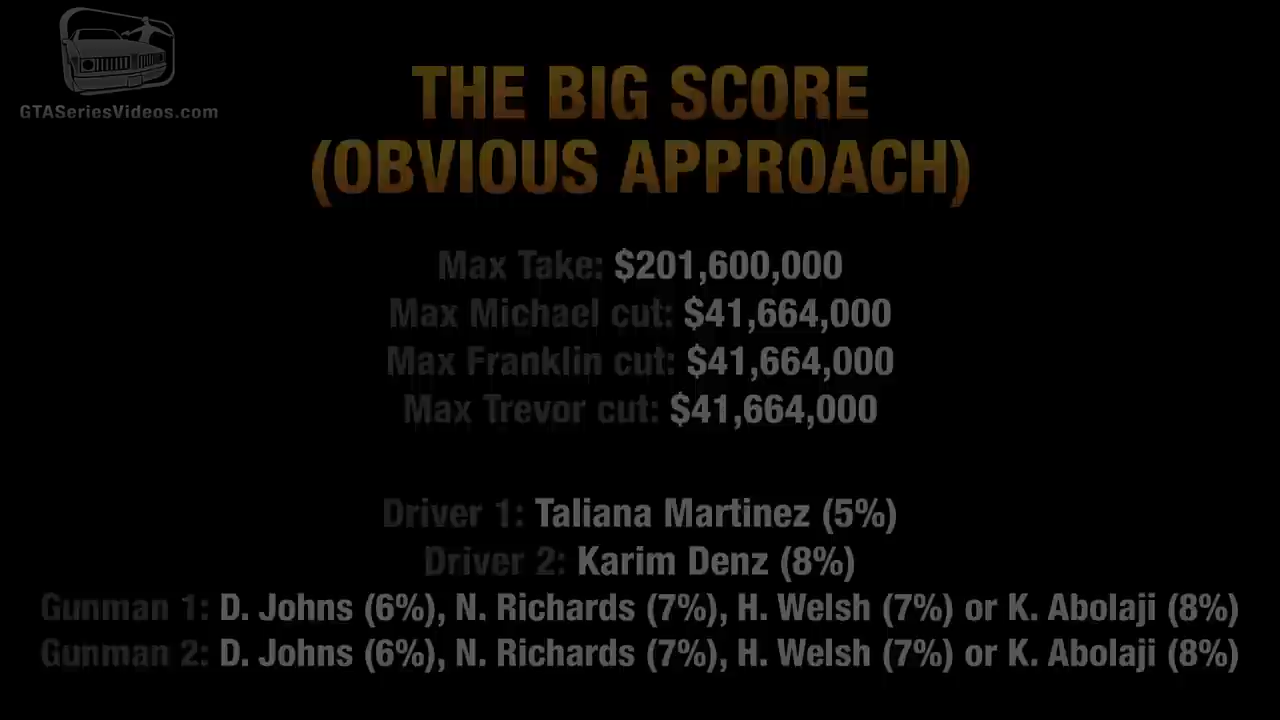 GTASeriesVideos.com
THE BIG SCORE
(OBVIOUS APPROACH)
Max Take: $201,600,000
Max Michael cut: $41,664,000
Max Franklin cut: $41,664,000
Max Trevor cut: $41,664,000
Driver 1: Taliana Martinez (5%)
Driver 2: Karim Denz (8%)
Gunman 1: D. Johns (6%), N. Richards (7%), H. Welsh (7%) or K. Abolaji (8%)
Gunman 2: D. Johns (6%), N. Richards (7%), H. Welsh (7%) or K. Abolaji (8%)